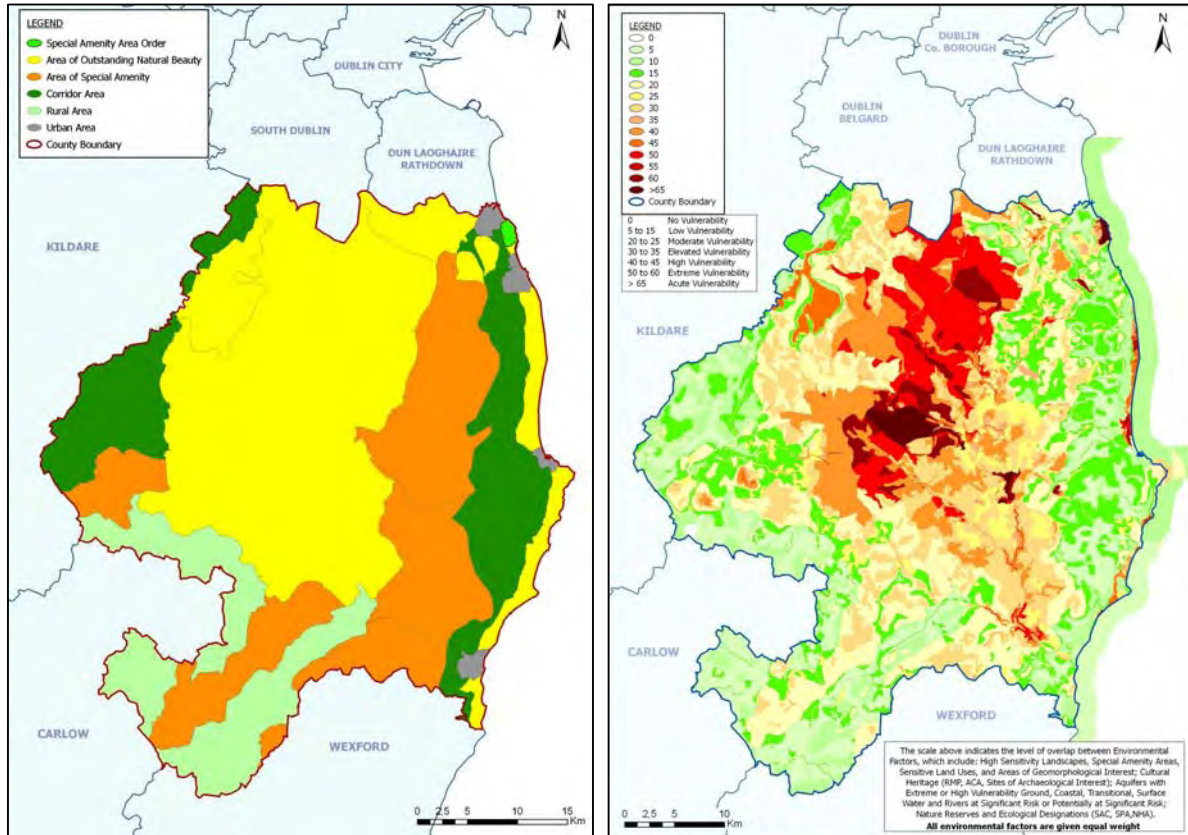 LEGEND
Special Amenity Area Order
Area of Outstanding Natural Beauty
Area of Special Amenity
Corridor Area
Rural Area
Urban Area
County Boundary
N
DUBLIN CITY
SOUTH DUBLIN
DUN LAOGHAIRE
RATHDOWN
KILDARE
CARLOW
WEXFORD
0 2.5 5 10 15
Km
LEGEND
0
5
10
15
20
25
30
35
40
45
50
55
60
>65
County Boundary
0 No Vulnerability
5 to 15 Low Vulnerability
20 to 25 Moderate Vulnerability
30 to 35 Elevated Vulnerability
40 to 45 High Vulnerability
50 to 60 Extreme Vulnerability
> 65 Acute Vulnerability
N
DUBLIN
Co. BOROUGH
DUBLIN
BELGARD
DUN LAOGHAIRE
RATHDOWN
KILDARE
CARLOW
WEXFORD
The scale above indicates the level of overlap between Environmental
Factors, which include: High Sensitivity Landscapes, Special Amenity Areas,
Sensitive Land Uses, and Areas of Geomorphological Interest; Cultural
Heritage (RMP, ACA, Sites of Archaeological Interest); Aquifers with
Extreme or High Vulnerability Ground, Coastal, Transitional, Surface
Water and Rivers at Significant Risk or Potentially at Significant Risk;
Nature Reserves and Ecological Designations (SAC, SPA,NHA).
All environmental factors are given equal weight
0 2.5 5 10 15
Km